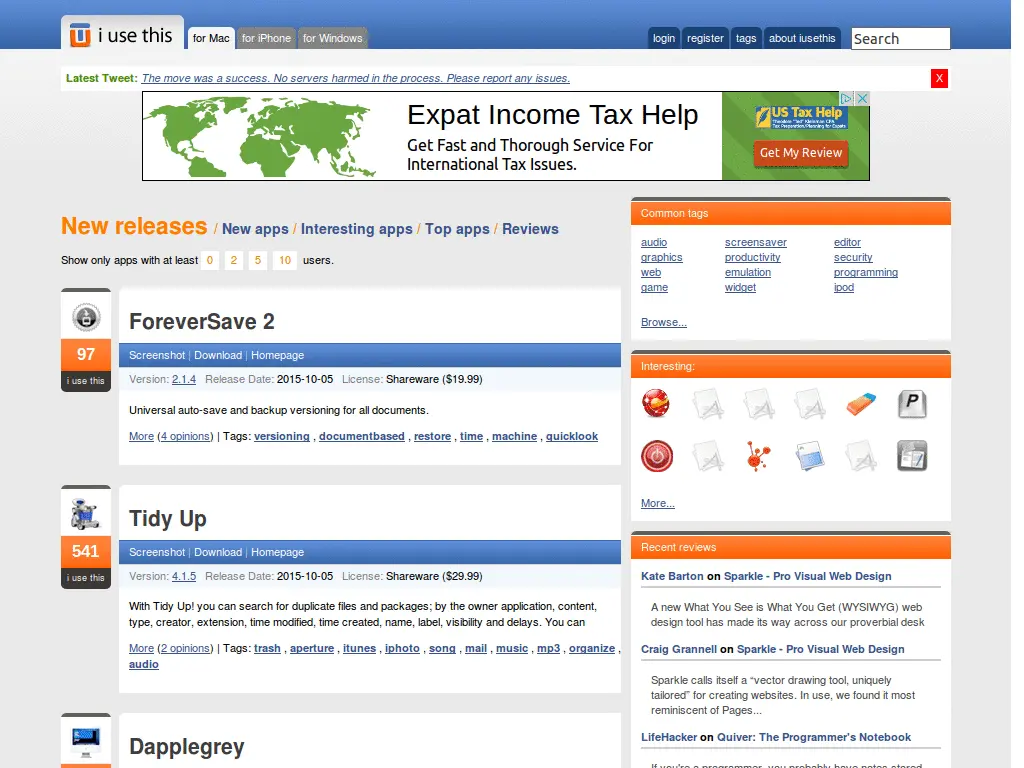 i use this
for Mac
for iPhone
for Windows
login
register
tags
about iusethis
Search
Latest Tweet: The move was a success. No servers harmed in the process. Please report any issues.
X
Expat Income Tax Help
Get Fast and Thorough Service For
International Tax Issues.
US Tax Help
Get My Review
New releases / New apps / Interesting apps / Top apps / Reviews
Show only apps with at least 0 2 5 10 users.
97
i use this
ForeverSave 2
Screenshot | Download | Homepage
Version: 2.1.4 Release Date: 2015-10-05 License: Shareware ($19.99)
Universal auto-save and backup versioning for all documents.
More (4 opinions) | Tags: versioning , documentbased , restore , time , machine , quicklook
541
i use this
Tidy Up
Screenshot | Download | Homepage
Version: 4.1.5 Release Date: 2015-10-05 License: Shareware ($29.99)
With Tidy Up! you can search for duplicate files and packages; by the owner application, content,
type, creator, extension, time modified, time created, name, label, visibility and delays. You can
More (2 opinions) | Tags: trash , aperture , itunes , iphoto , song , mail , music , mp3 , organize ,
audio
Dapplegrey
Common tags
audio screensaver editor
graphics productivity security
web emulation programming
game widget ipod
Browse...
Interesting:
P
More...
Recent reviews
Kate Barton on Sparkle - Pro Visual Web Design
A new What You See is What You Get (WYSIWYG) web
design tool has made its way across our proverbial desk
Craig Grannell on Sparkle - Pro Visual Web Design
Sparkle calls itself a “vector drawing tool, uniquely
tailored” for creating websites. In use, we found it most
reminiscent of Pages...
LifeHacker on Quiver: The Programmer's Notebook
If you're a programmer, you probably have notes stored